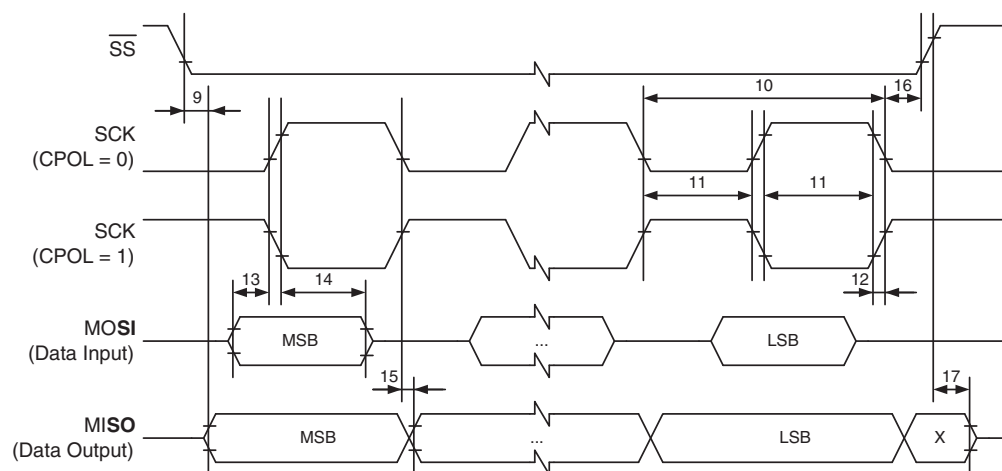 SS
9
10
16
SCK
(CPOL = 0)
11
11
SCK
(CPOL = 1)
13
14
12
MOSI
(Data Input)
MSB
...
LSB
15
17
MISO
(Data Output)
MSB
...
LSB
X